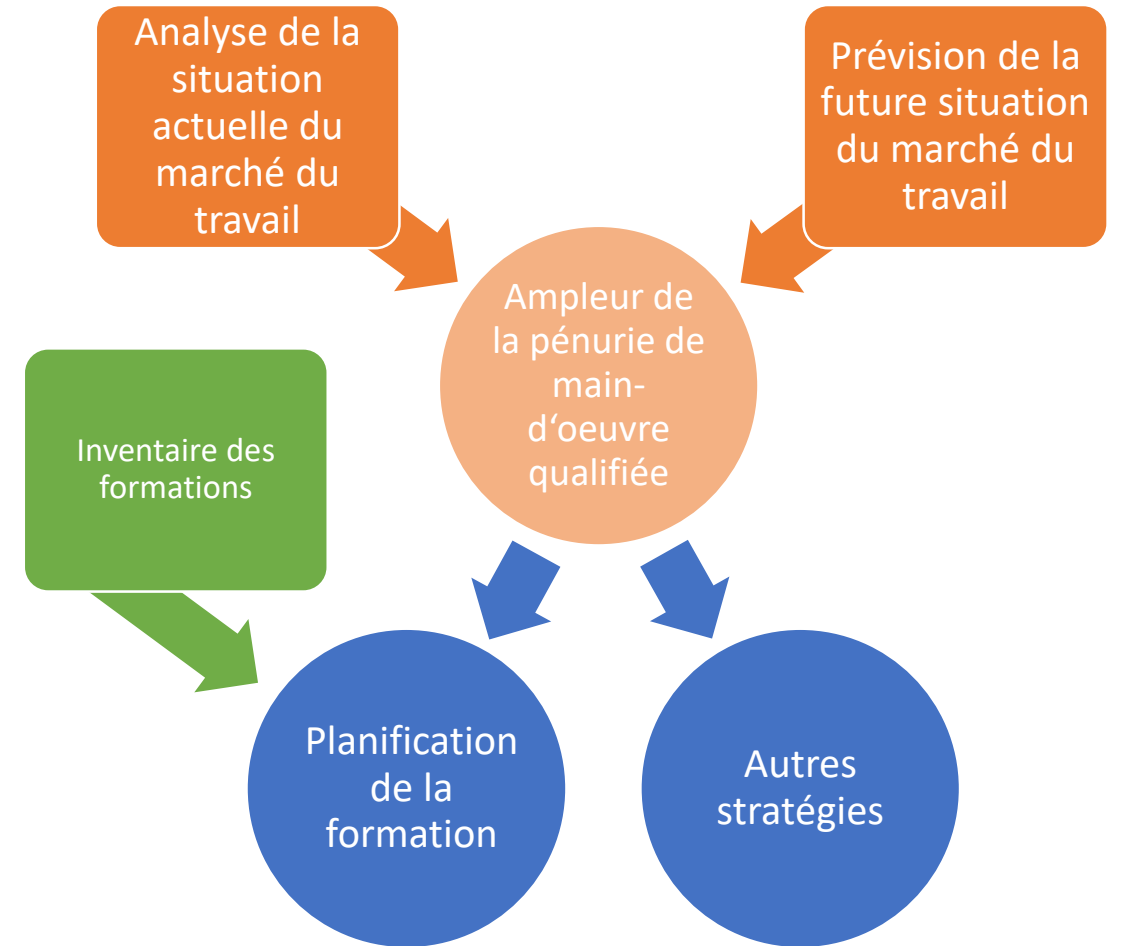 Analyse de la
situation
actuelle du
marché du
travail
Prévision de la
future situation
du marché du
travail
Ampleur de
la pénurie de
main-
d‘oeuvre
qualifiée
Inventaire des
formations
Planification
de la
formation
Autres
stratégies